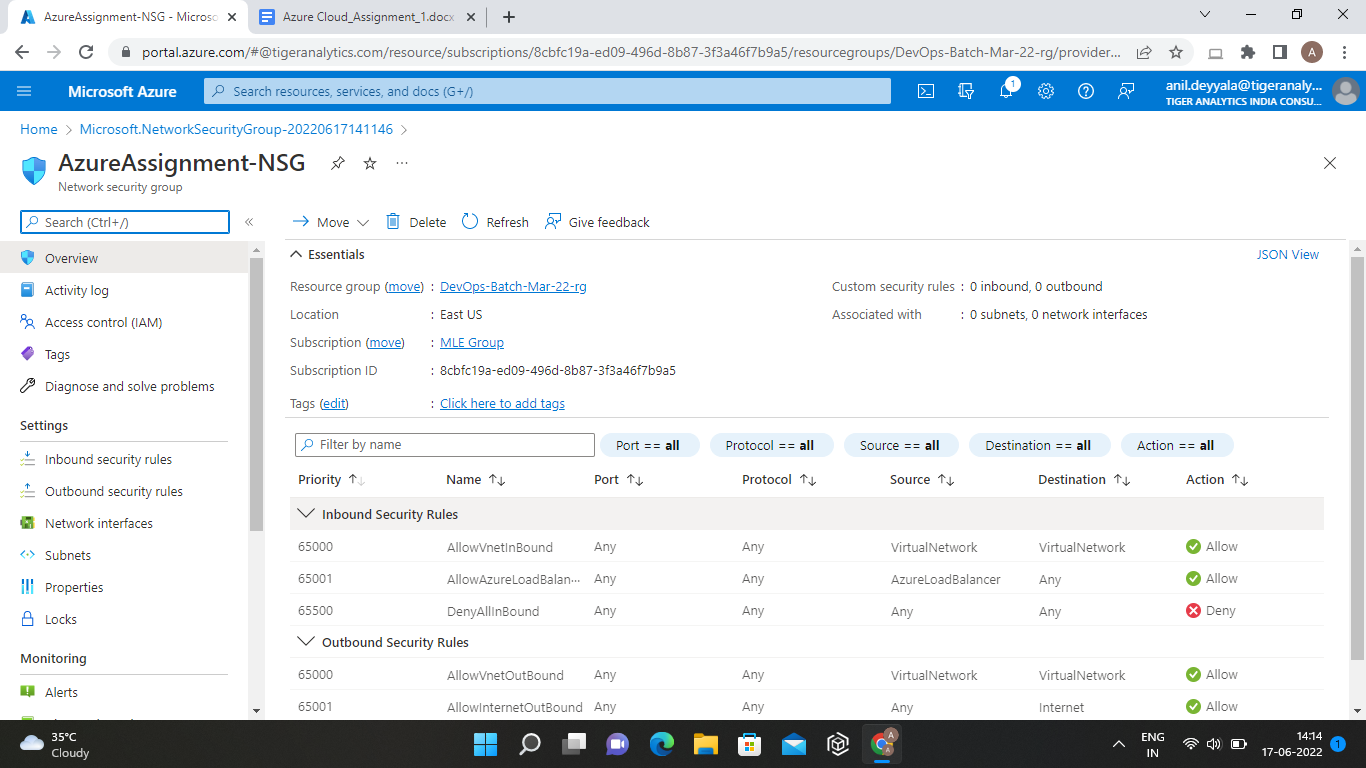 AzureAssignment-NSG - Microso
Azure Cloud_Assignment_1.docx
portal.azure.com/#@tigeranalytics.com/resource/subscriptions/8cbfc19a-ed09-496d-8b87-3f3a46f7b9a5/resourcegroups/DevOps-Batch-Mar-22-rg/provider...
A
Microsoft Azure
Search resources, services, and docs (G+/)
1
anil.deyyala@tigeranaly...
TIGER ANALYTICS INDIA CONSU...
Home > Microsoft.NetworkSecurityGroup-20220617141146 >
AzureAssignment-NSG
Network security group
Search (Ctrl+/)
Overview
Activity log
Access control (IAM)
Tags
Diagnose and solve problems
Settings
Inbound security rules
Outbound security rules
Network interfaces
Subnets
Properties
Locks
Monitoring
Alerts
Move Delete Refresh Give feedback
Essentials
JSON View
Resource group (move) : DevOps-Batch-Mar-22-rg
Location : East US
Subscription (move) : MLE Group
Subscription ID : 8cbfc19a-ed09-496d-8b87-3f3a46f7b9a5
Tags (edit) : Click here to add tags
Custom security rules : 0 inbound, 0 outbound
Associated with : 0 subnets, 0 network interfaces
Filter by name
Port == all
Protocol == all
Source == all
Destination == all
Action == all
Priority Name Port Protocol Source Destination Action
Inbound Security Rules
65000 AllowVnetInBound Any Any VirtualNetwork VirtualNetwork Allow
65001 AllowAzureLoadBalan... Any Any AzureLoadBalancer Any Allow
65500 DenyAllInBound Any Any Any Any Deny
Outbound Security Rules
65000 AllowVnetOutBound Any Any VirtualNetwork VirtualNetwork Allow
65001 AllowInternetOutBound Any Any Any Internet Allow
35°C
Cloudy
A
ENG
IN
14:14
17-06-2022
1